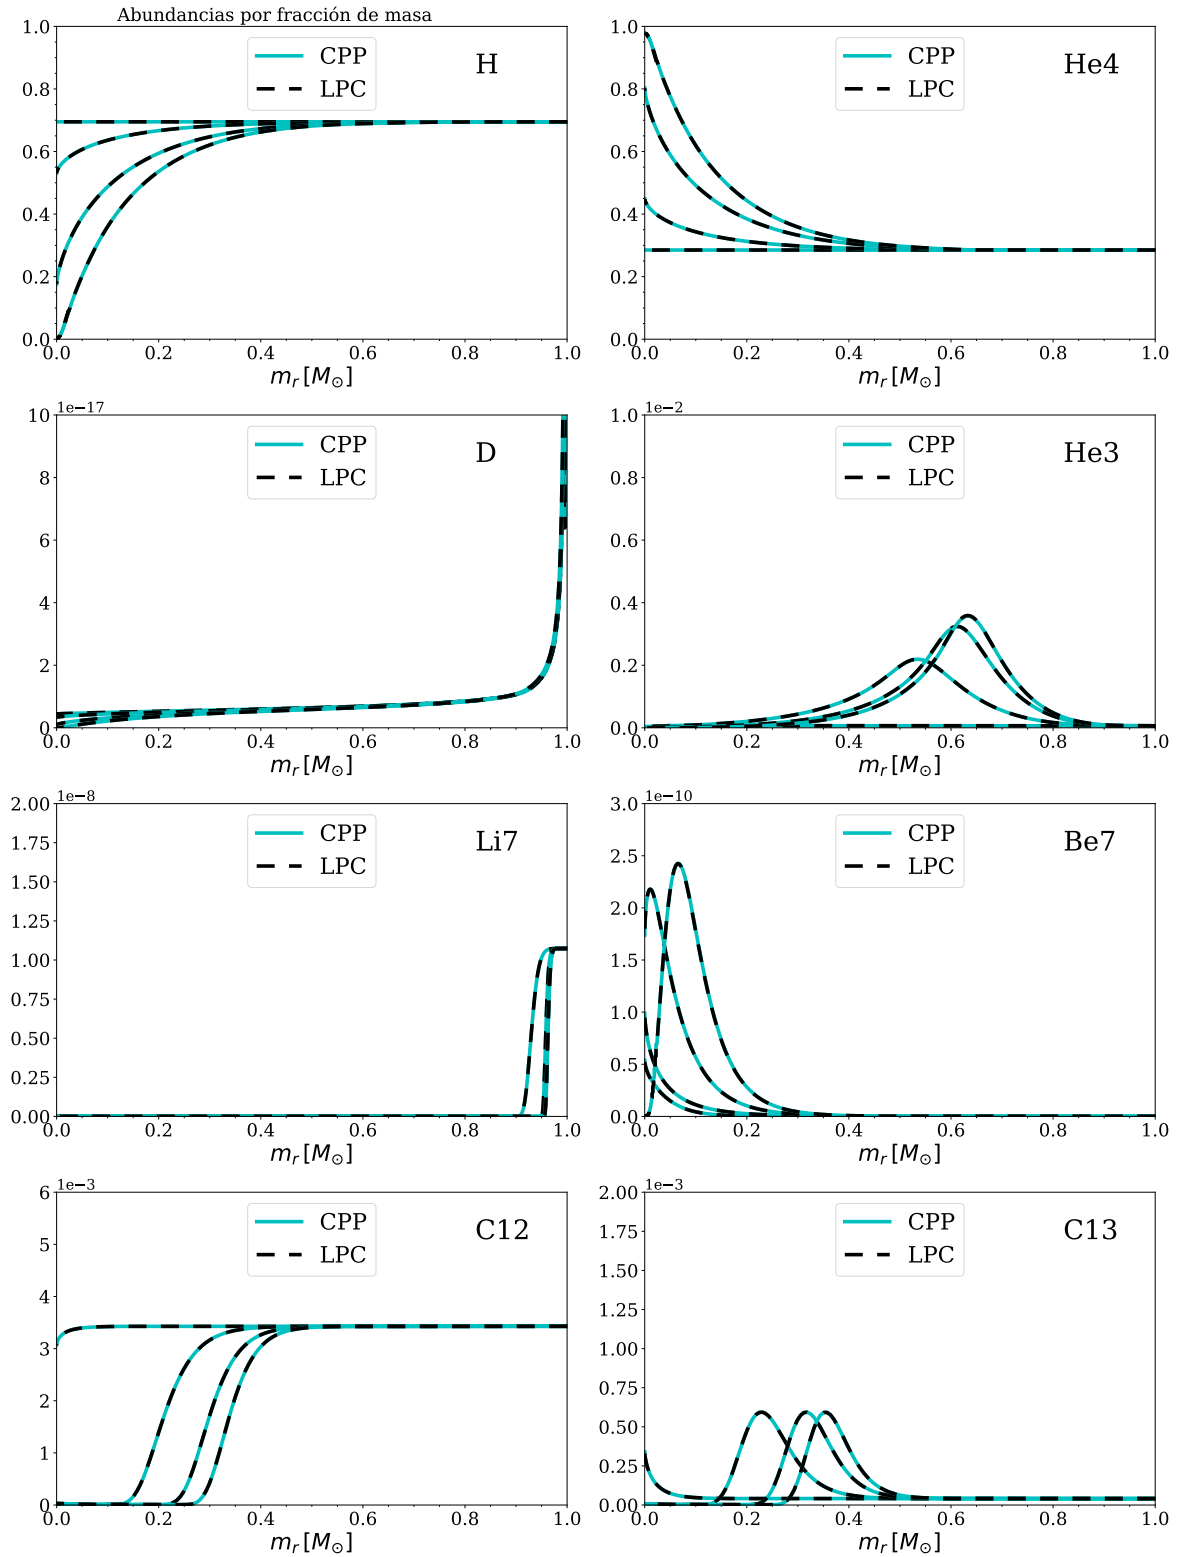 Abundancias por fracción de masa
1.0
0.8
0.6
0.4
0.2
0.0
0.0 0.2 0.4 0.6 0.8 1.0
m_r [M_⊙]
CPP
LPC
H
1.0
0.8
0.6
0.4
0.2
0.0
0.0 0.2 0.4 0.6 0.8 1.0
m_r [M_⊙]
CPP
LPC
He4
1e−17
10
8
6
4
2
0
0.0 0.2 0.4 0.6 0.8 1.0
m_r [M_⊙]
CPP
LPC
D
1e−2
1.0
0.8
0.6
0.4
0.2
0.0
0.0 0.2 0.4 0.6 0.8 1.0
m_r [M_⊙]
CPP
LPC
He3
1e−8
2.00
1.75
1.50
1.25
1.00
0.75
0.50
0.25
0.00
0.0 0.2 0.4 0.6 0.8 1.0
m_r [M_⊙]
CPP
LPC
Li7
1e−10
3.0
2.5
2.0
1.5
1.0
0.5
0.0
0.0 0.2 0.4 0.6 0.8 1.0
m_r [M_⊙]
CPP
LPC
Be7
1e−3
6
5
4
3
2
1
0
0.0 0.2 0.4 0.6 0.8 1.0
m_r [M_⊙]
CPP
LPC
C12
1e−3
2.00
1.75
1.50
1.25
1.00
0.75
0.50
0.25
0.00
0.0 0.2 0.4 0.6 0.8 1.0
m_r [M_⊙]
CPP
LPC
C13